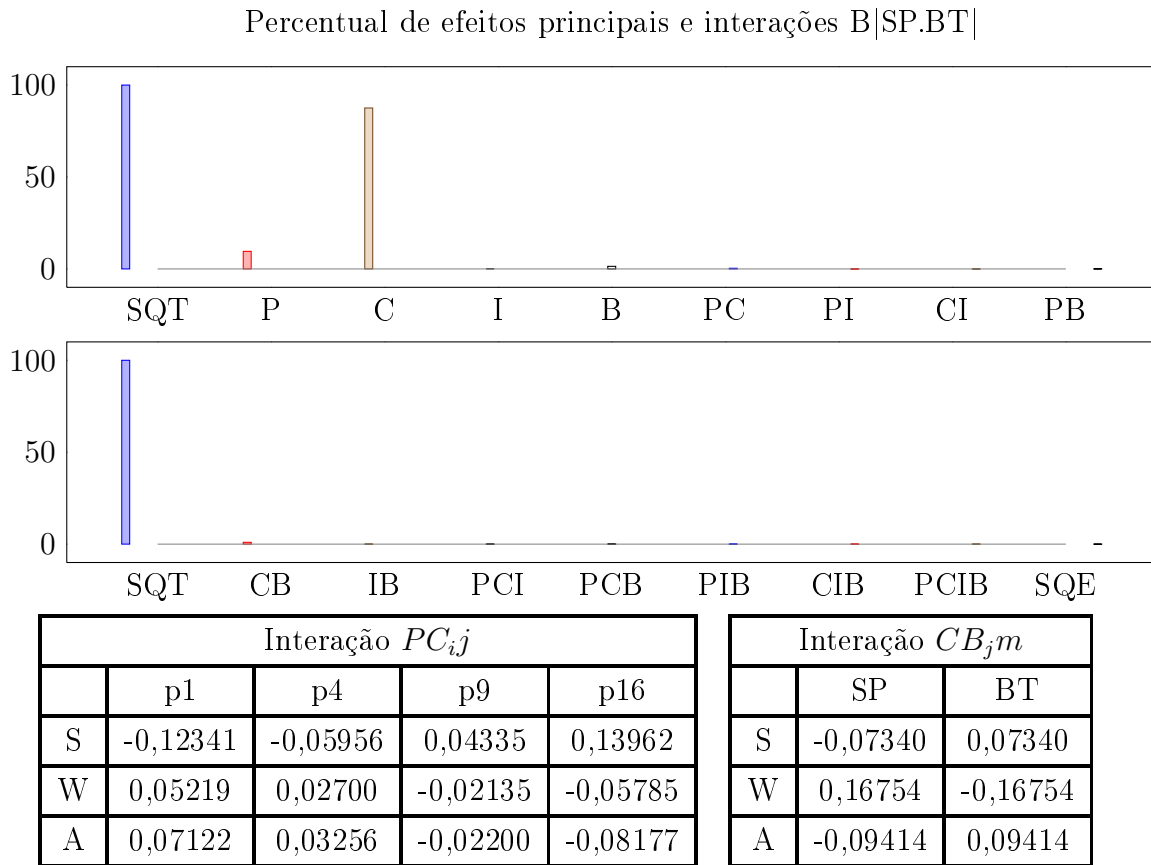 Percentual de efeitos principais e interações B|SP.BT|
100
50
0
SQT P C I B PC PI CI PB
100
50
0
SQT CB IB PCI PCB PIB CIB PCIB SQE
Interação PC_ij
p1 p4 p9 p16
S -0,12341 -0,05956 0,04335 0,13962
W 0,05219 0,02700 -0,02135 -0,05785
A 0,07122 0,03256 -0,02200 -0,08177
Interação CB_jm
SP BT
S -0,07340 0,07340
W 0,16754 -0,16754
A -0,09414 0,09414